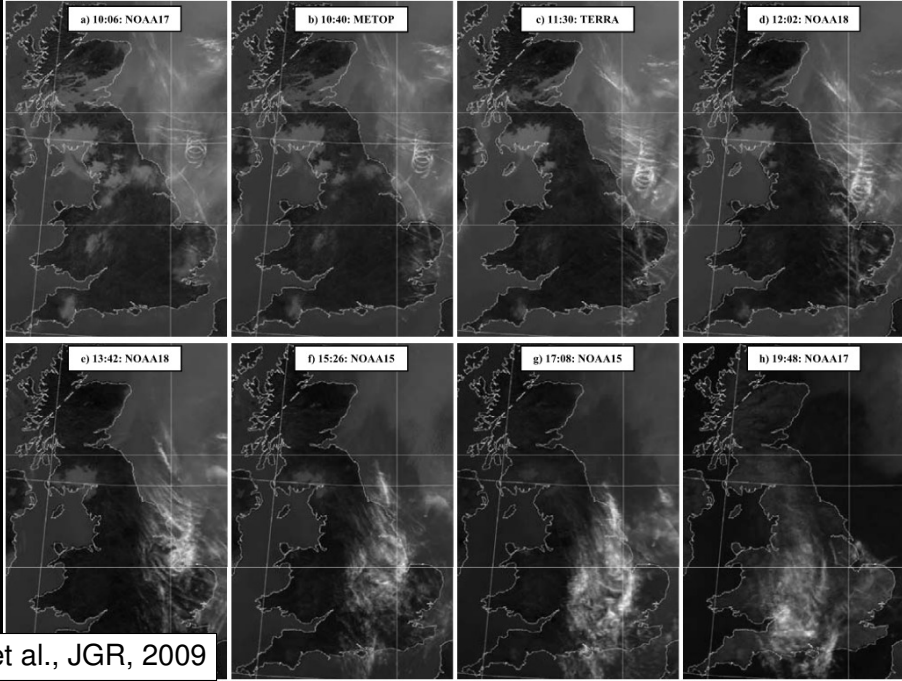 a) 10:06: NOAA17
b) 10:40: METOP
c) 11:30: TERRA
d) 12:02: NOAA18
e) 13:42: NOAA18
f) 15:26: NOAA15
g) 17:08: NOAA15
h) 19:48: NOAA17
et al., JGR, 2009